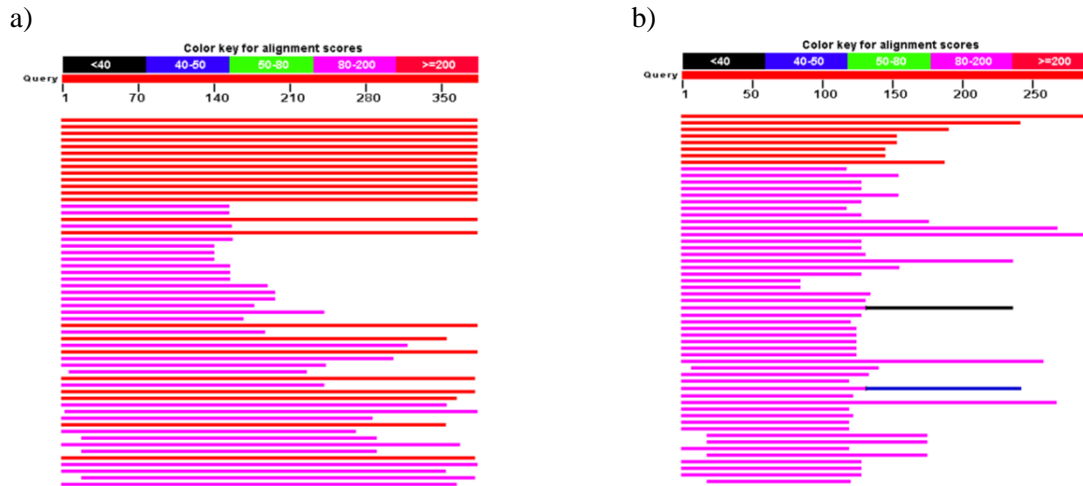 a)
Color key for alignment scores
<40 40-50 50-80 80-200 >=200
Query
1 70 140 210 280 350
b)
Color key for alignment scores
<40 40-50 50-80 80-200 >=200
Query
1 50 100 150 200 250